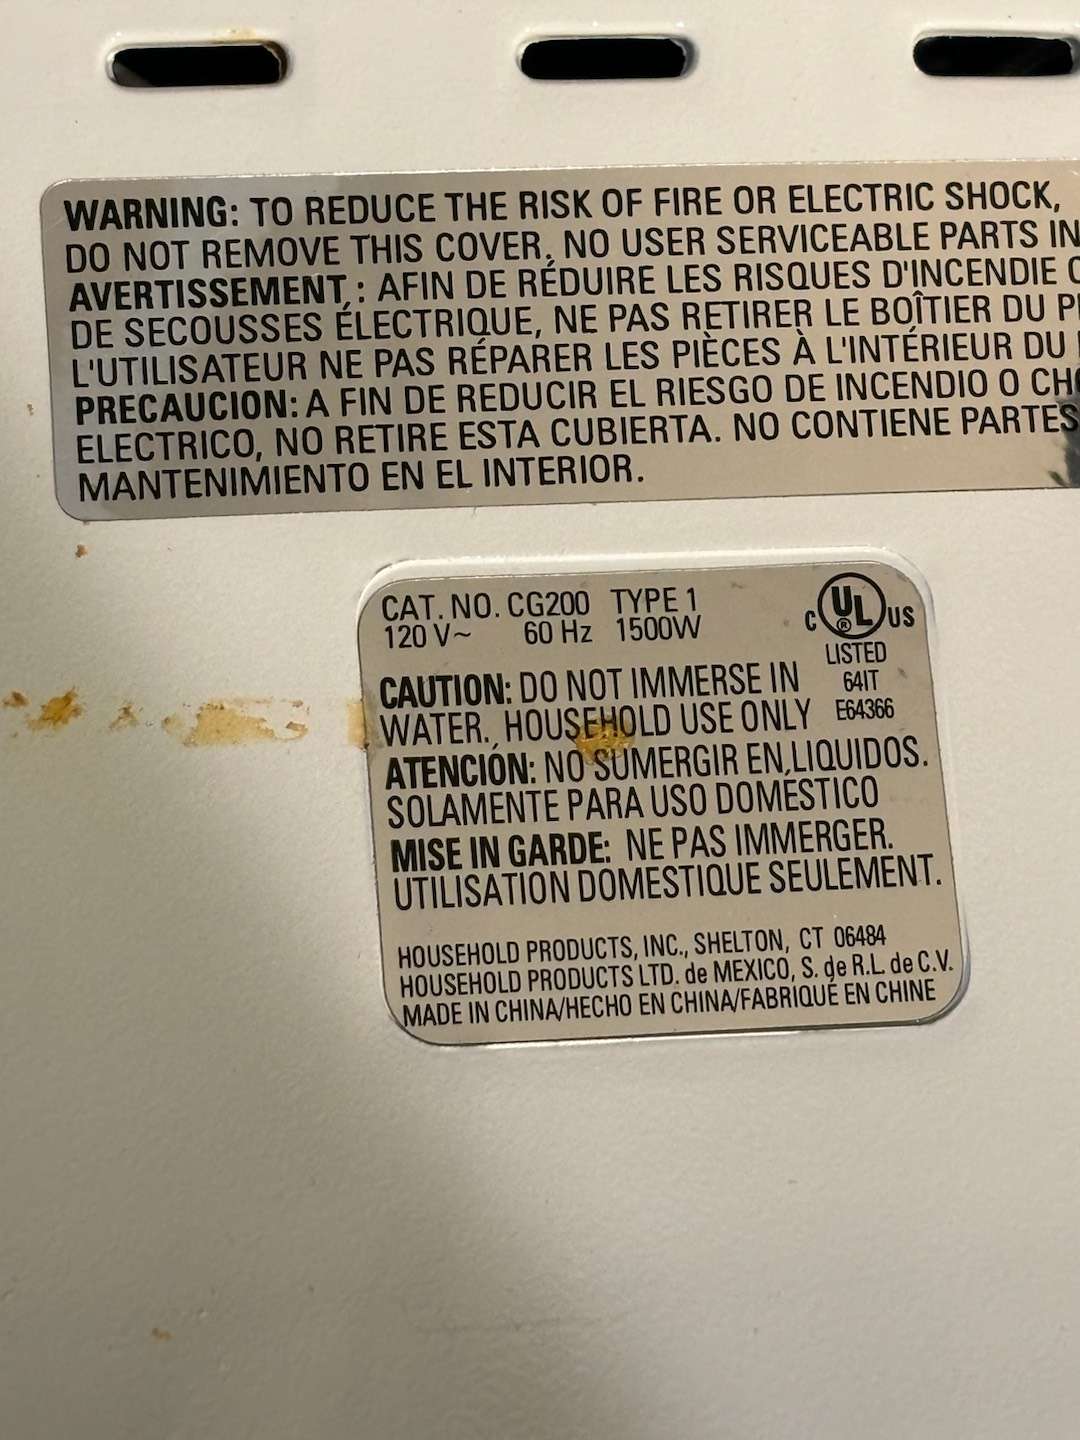 WARNING: TO REDUCE THE RISK OF FIRE OR ELECTRIC SHOCK,
DO NOT REMOVE THIS COVER, NO USER SERVICEABLE PARTS IN
AVERTISSEMENT : AFIN DE RÉDUIRE LES RISQUES D'INCENDIE
DE SECOUSSES ÉLECTRIQUE, NE PAS RETIRER LE BOÎTIER DU
L'UTILISATEUR NE PAS RÉPARER LES PIÈCES À L'INTÉRIEUR DU
PRECAUCION: A FIN DE REDUCIR EL RIESGO DE INCENDIO O
ELECTRICO, NO RETIRE ESTA CUBIERTA. NO CONTIENE PARTES
MANTENIMIENTO EN EL INTERIOR.
CAT. NO. CG200 TYPE 1
120 V~ 60 Hz 1500W
C UL ® US
LISTED
64IT
E64366
CAUTION: DO NOT IMMERSE IN
WATER. HOUSEHOLD USE ONLY
ATENCIÓN: NO SUMERGIR EN LIQUIDOS.
SOLAMENTE PARA USO DOMÉSTICO
MISE IN GARDE: NE PAS IMMERGER.
UTILISATION DOMESTIQUE SEULEMENT.
HOUSEHOLD PRODUCTS, INC., SHELTON, CT 06484
HOUSEHOLD PRODUCTS LTD. de MEXICO, S. de R.L. de C.V.
MADE IN CHINA/HECHO EN CHINA/FABRIQUÉ EN CHINE